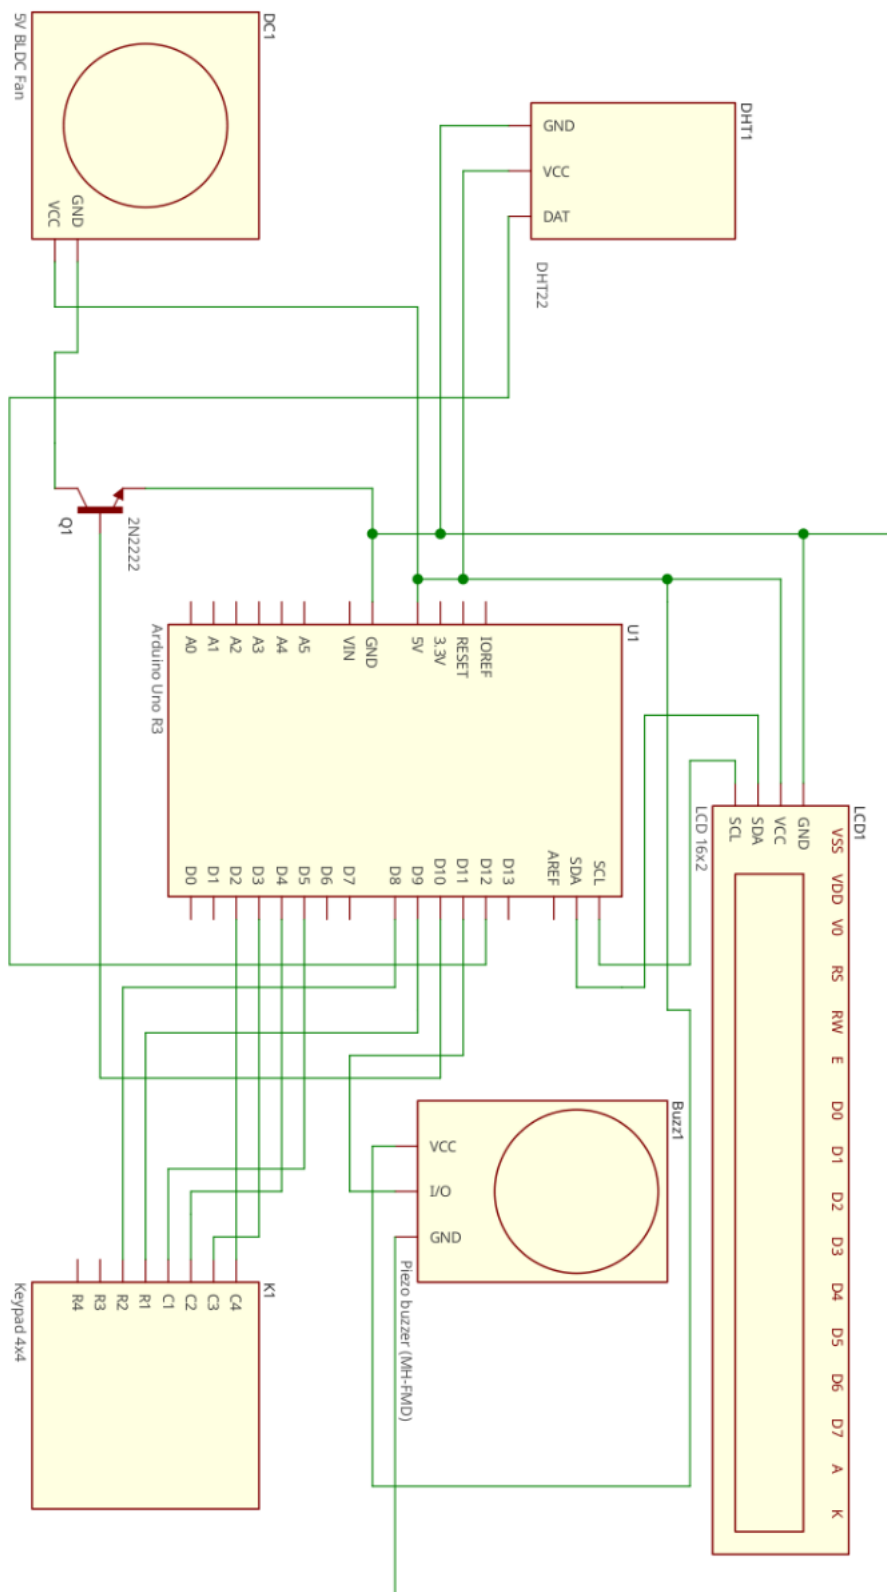 DC1
5V BLDC Fan
VCC
GND
DHT1
GND
VCC
DAT
DHT22
Q1
2N2222
U1
Arduino Uno R3
A0
A1
A2
A3
A4
A5
VIN
GND
5V
3.3V
RESET
IOREF
D0
D1
D2
D3
D4
D5
D6
D7
D8
D9
D10
D11
D12
D13
AREF
SDA
SCL
LCD1
LCD 16x2
SCL
SDA
VCC
GND
VSS
VDD
V0
RS
RW
E
D0
D1
D2
D3
D4
D5
D6
D7
A
K
Buzz1
VCC
I/O
GND
Piezo buzzer (MH-FMD)
K1
Keypad 4x4
R4
R3
R2
R1
C1
C2
C3
C4